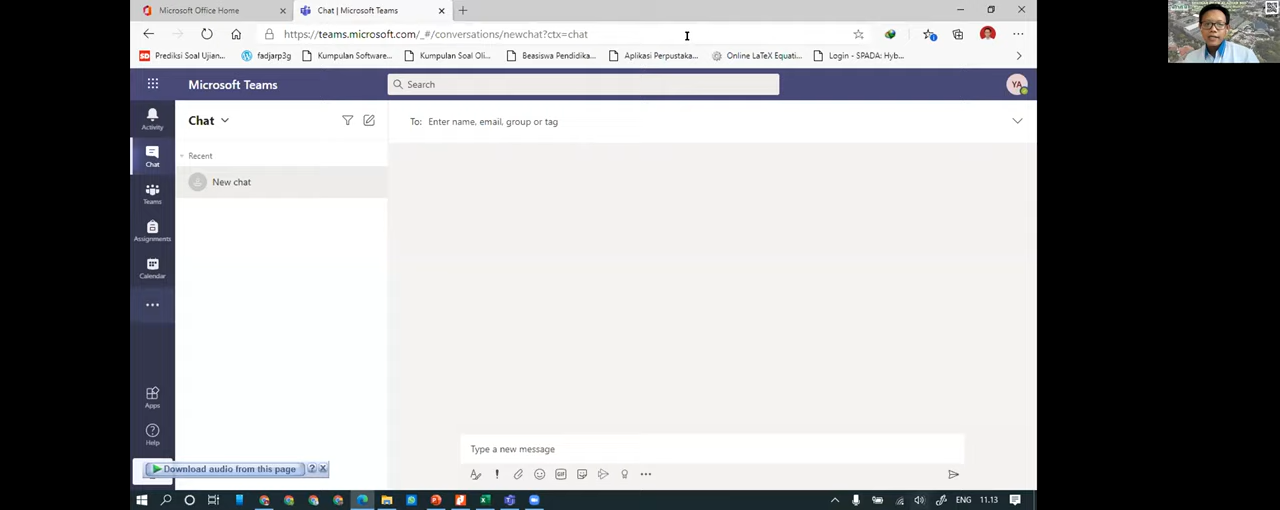 Microsoft Office Home
Chat | Microsoft Teams
https://teams.microsoft.com/_#/conversations/newchat?ctx=chat
SD Prediksi Soal Ujian...
fadjarp3g
Kumpulan Software...
Kumpulan Soal Oli...
Beasiswa Pendidika...
Aplikasi Perpustaka...
Online LaTeX Equati...
Login - SPADA: Hyb...
Microsoft Teams
Search
YA
Activity
Chat
Teams
Assignments
Calendar
Apps
Help
Chat
Recent
New chat
To: Enter name, email, group or tag
Type a new message
GIF
Download audio from this page
?
ENG
11.13